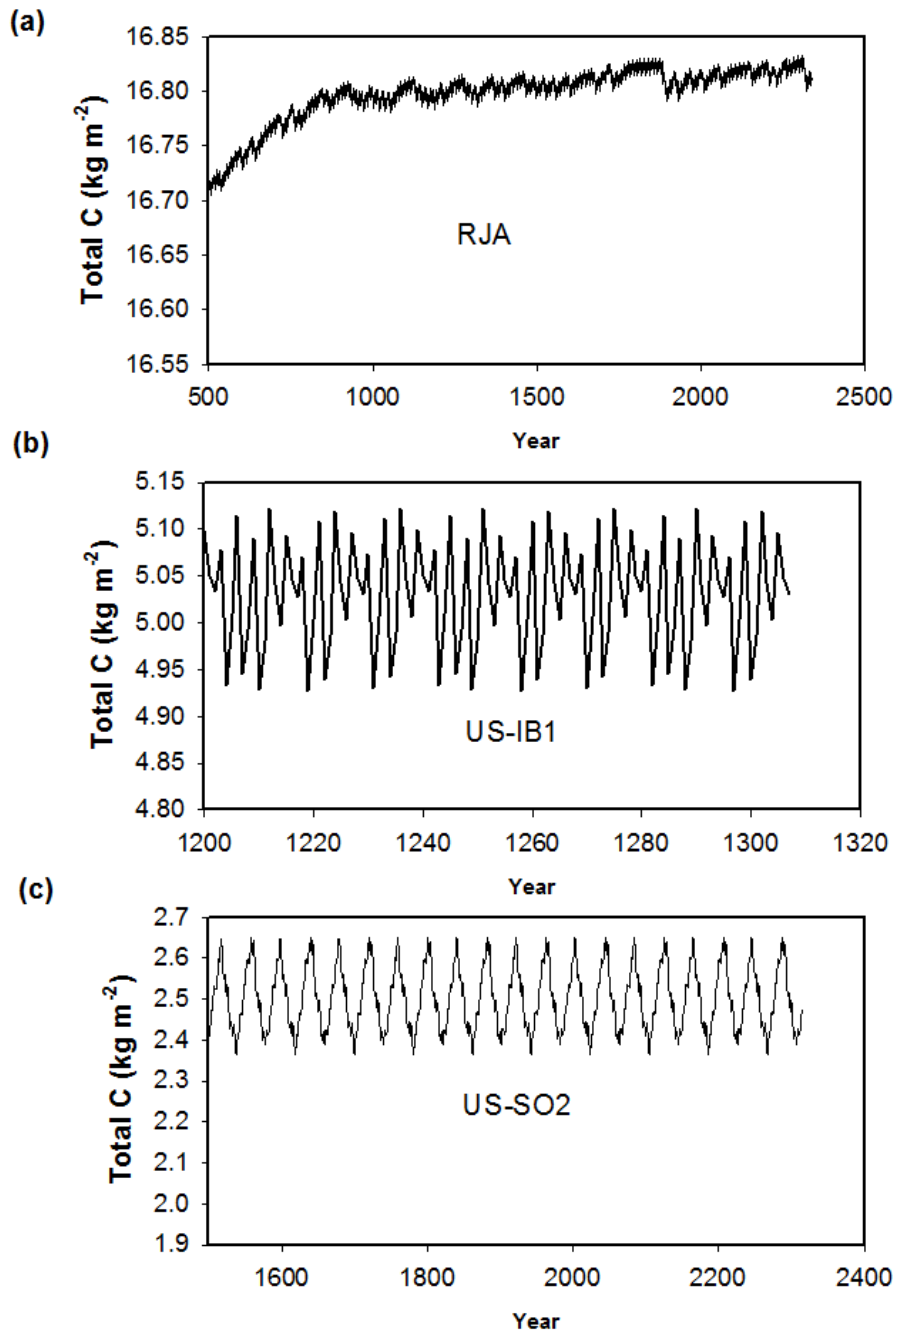 (a)
Total C (kg m-2)
16.85
16.80
16.75
16.70
16.65
16.60
16.55
RJA
500 1000 1500 2000 2500
Year
(b)
Total C (kg m-2)
5.15
5.10
5.05
5.00
4.95
4.90
4.85
4.80
US-IB1
1200 1220 1240 1260 1280 1300 1320
Year
(c)
Total C (kg m-2)
2.7
2.6
2.5
2.4
2.3
2.2
2.1
2.0
1.9
US-SO2
1600 1800 2000 2200 2400
Year